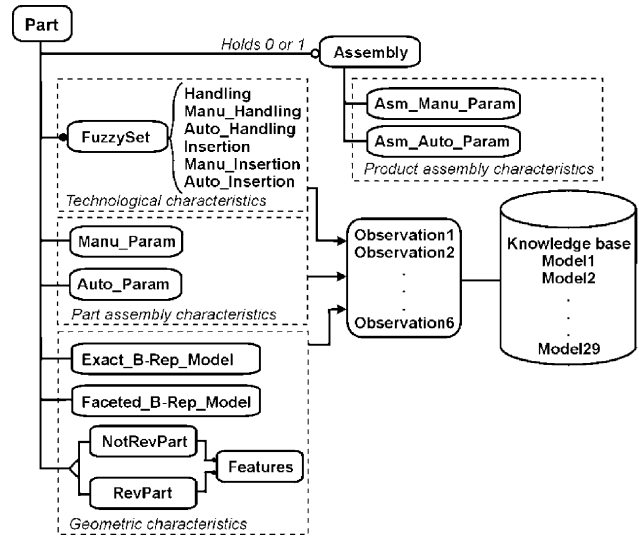 Part
Holds 0 or 1
Assembly
Asm_Manu_Param
Asm_Auto_Param
Product assembly characteristics
FuzzySet
Handling
Manu_Handling
Auto_Handling
Insertion
Manu_Insertion
Auto_Insertion
Technological characteristics
Manu_Param
Auto_Param
Part assembly characteristics
Exact_B-Rep_Model
Faceted_B-Rep_Model
NotRevPart
RevPart
Features
Geometric characteristics
Observation1
Observation2
.
.
.
Observation6
Knowledge base
Model1
Model2
.
.
.
Model29